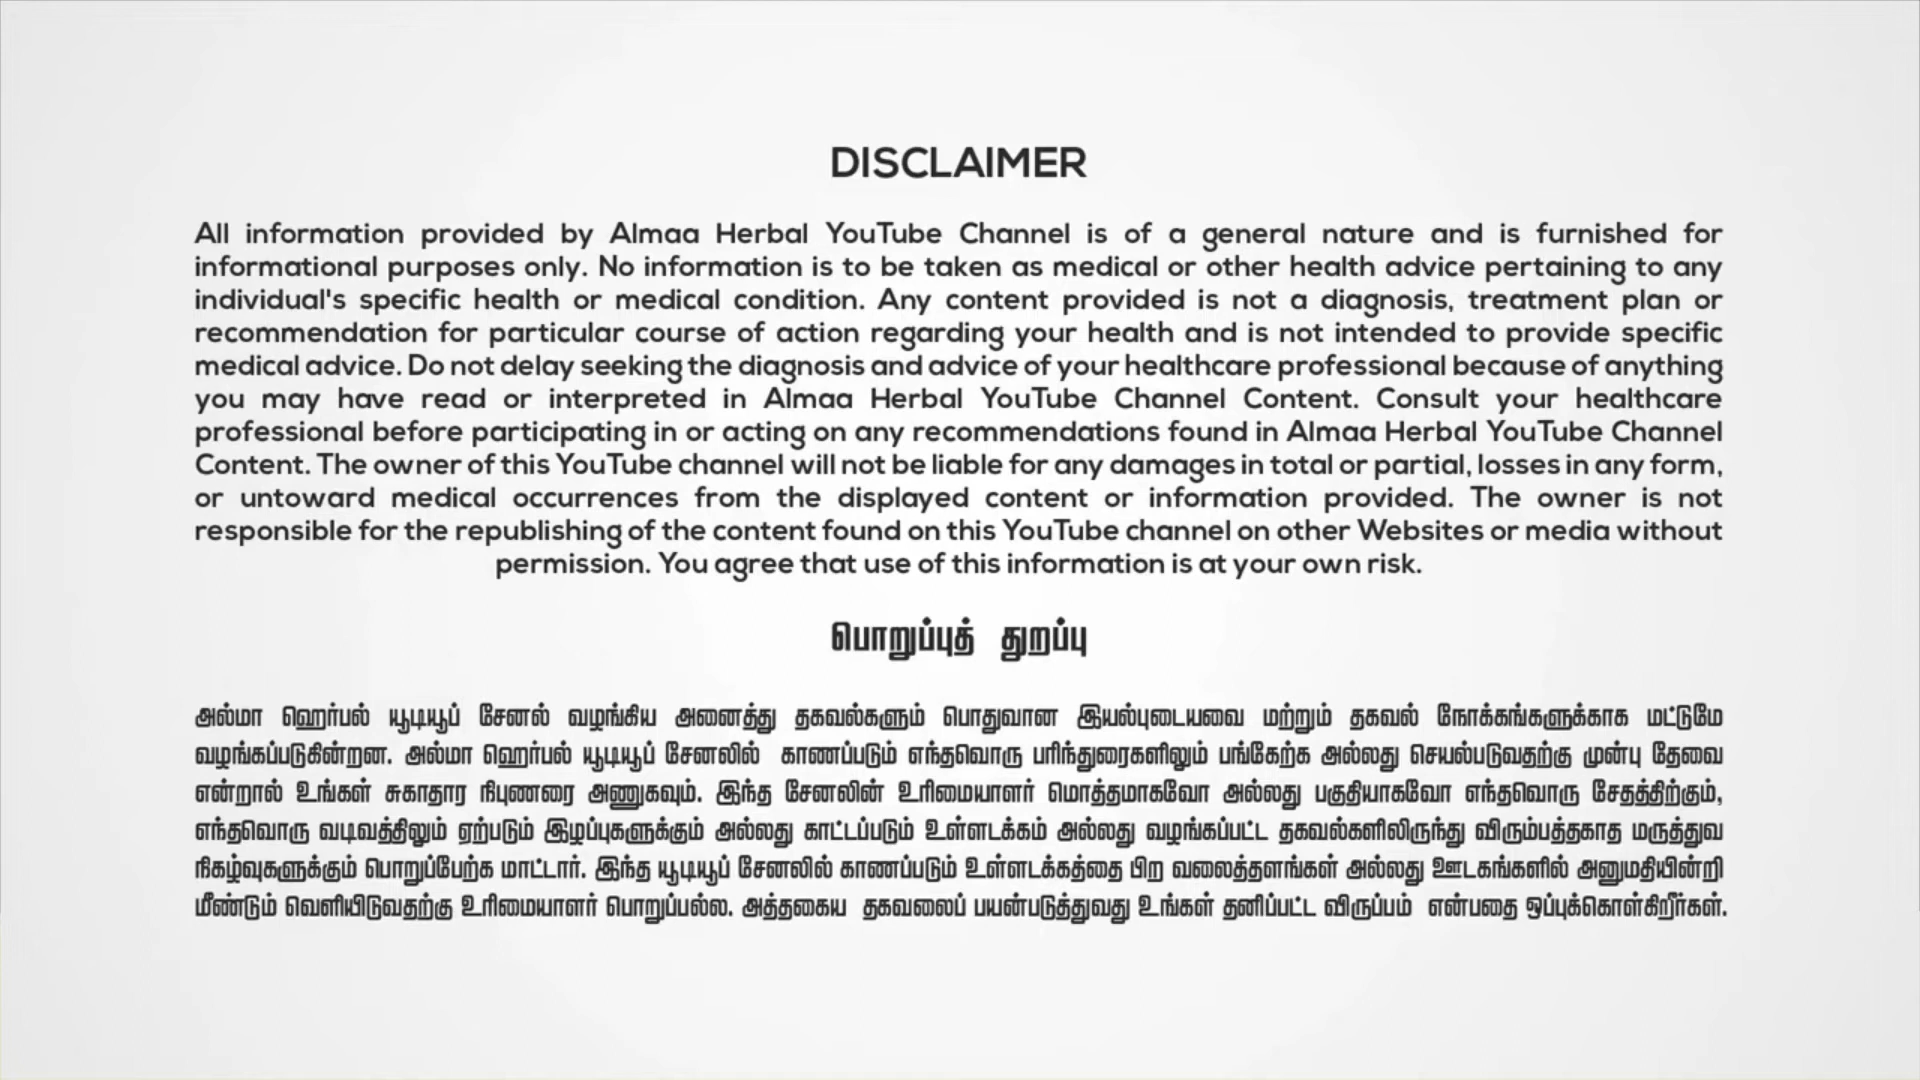 DISCLAIMER
All information provided by Almaa Herbal YouTube Channel is of a general nature and is furnished for
informational purposes only. No information is to be taken as medical or other health advice pertaining to any
individual's specific health or medical condition. Any content provided is not a diagnosis, treatment plan or
recommendation for particular course of action regarding your health and is not intended to provide specific
medical advice. Do not delay seeking the diagnosis and advice of your healthcare professional because of anything
you may have read or interpreted in Almaa Herbal YouTube Channel Content. Consult your healthcare
professional before participating in or acting on any recommendations found in Almaa Herbal YouTube Channel
Content. The owner of this YouTube channel will not be liable for any damages in total or partial, losses in any form,
or untoward medical occurrences from the displayed content or information provided. The owner is not
responsible for the republishing of the content found on this YouTube channel on other Websites or media without
permission. You agree that use of this information is at your own risk.
பொறுப்புத் துறப்பு
அல்மா ஹெர்பல் யூடியூப் சேனல் வழங்கிய அனைத்து தகவல்களும் பொதுவான இயல்புடையவை மற்றும் தகவல் நோக்கங்களுக்காக மட்டுமே
வழங்கப்படுகின்றன. அல்மா ஹெர்பல் யூடியூப் சேனலில் காணப்படும் எந்தவொரு பரிந்துரைகளிலும் பங்கேற்க அல்லது செயல்படுவதற்கு முன்பு தேவை
என்றால் உங்கள் சுகாதார நிபுணரை அணுகவும். இந்த சேனலின் உரிமையாளர் மொத்தமாகவோ அல்லது பகுதியாகவோ எந்தவொரு சேதத்திற்கும்,
எந்தவொரு வடிவத்திலும் ஏற்படும் இழப்புகளுக்கும் அல்லது காட்டப்படும் உள்ளடக்கம் அல்லது வழங்கப்பட்ட தகவல்களிலிருந்து விரும்பத்தகாத மருத்துவ
நிகழ்வுகளுக்கும் பொறுப்பேற்க மாட்டார். இந்த யூடியூப் சேனலில் காணப்படும் உள்ளடக்கத்தை பிற வலைத்தளங்கள் அல்லது ஊடகங்களில் அனுமதியின்றி
மீண்டும் வெளியிடுவதற்கு உரிமையாளர் பொறுப்பல்ல. அத்தகைய தகவலைப் பயன்படுத்துவது உங்கள் தனிப்பட்ட விருப்பம் என்பதை ஒப்புக்கொள்கிறீர்கள்.